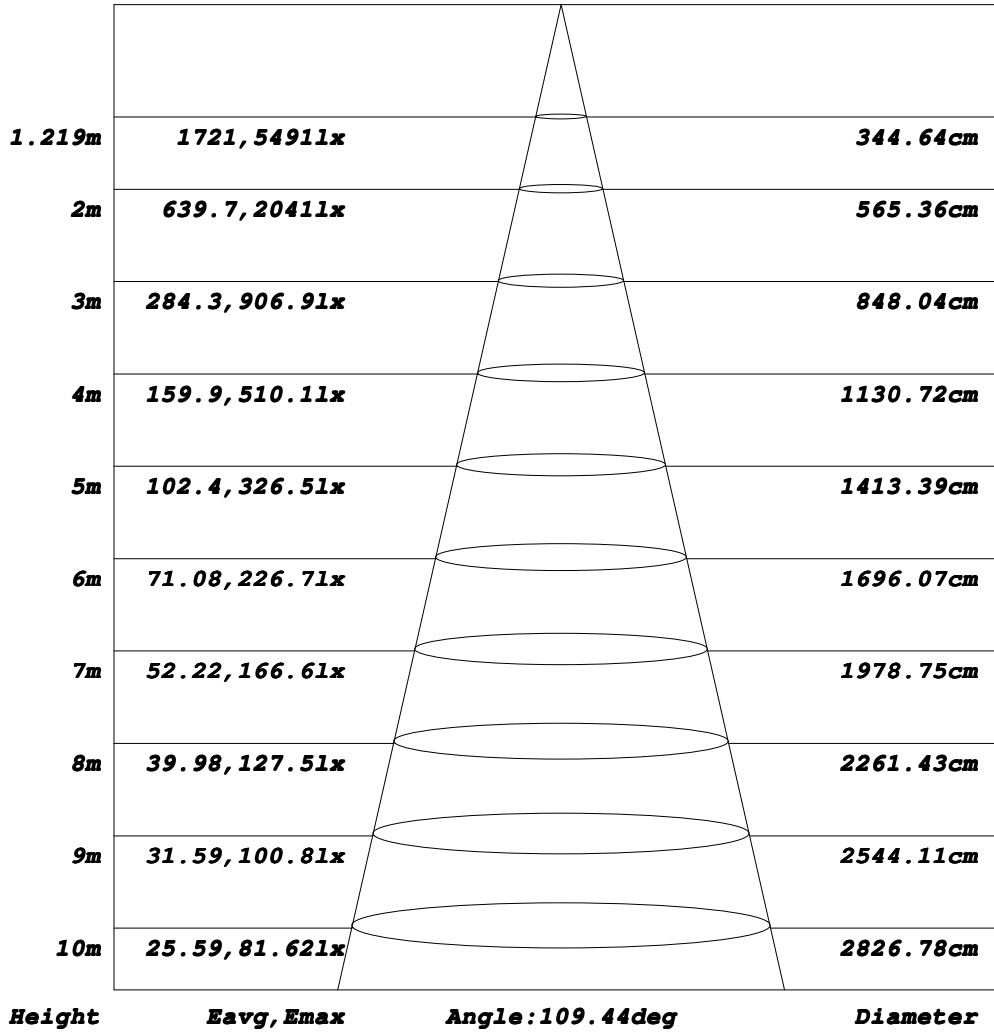 1.219m 1721,5491lx 344.64cm
2m 639.7,2041lx 565.36cm
3m 284.3,906.9lx 848.04cm
4m 159.9,510.1lx 1130.72cm
5m 102.4,326.5lx 1413.39cm
6m 71.08,226.7lx 1696.07cm
7m 52.22,166.6lx 1978.75cm
8m 39.98,127.5lx 2261.43cm
9m 31.59,100.8lx 2544.11cm
10m 25.59,81.62lx 2826.78cm
Height Eavg,Emax Angle:109.44deg Diameter